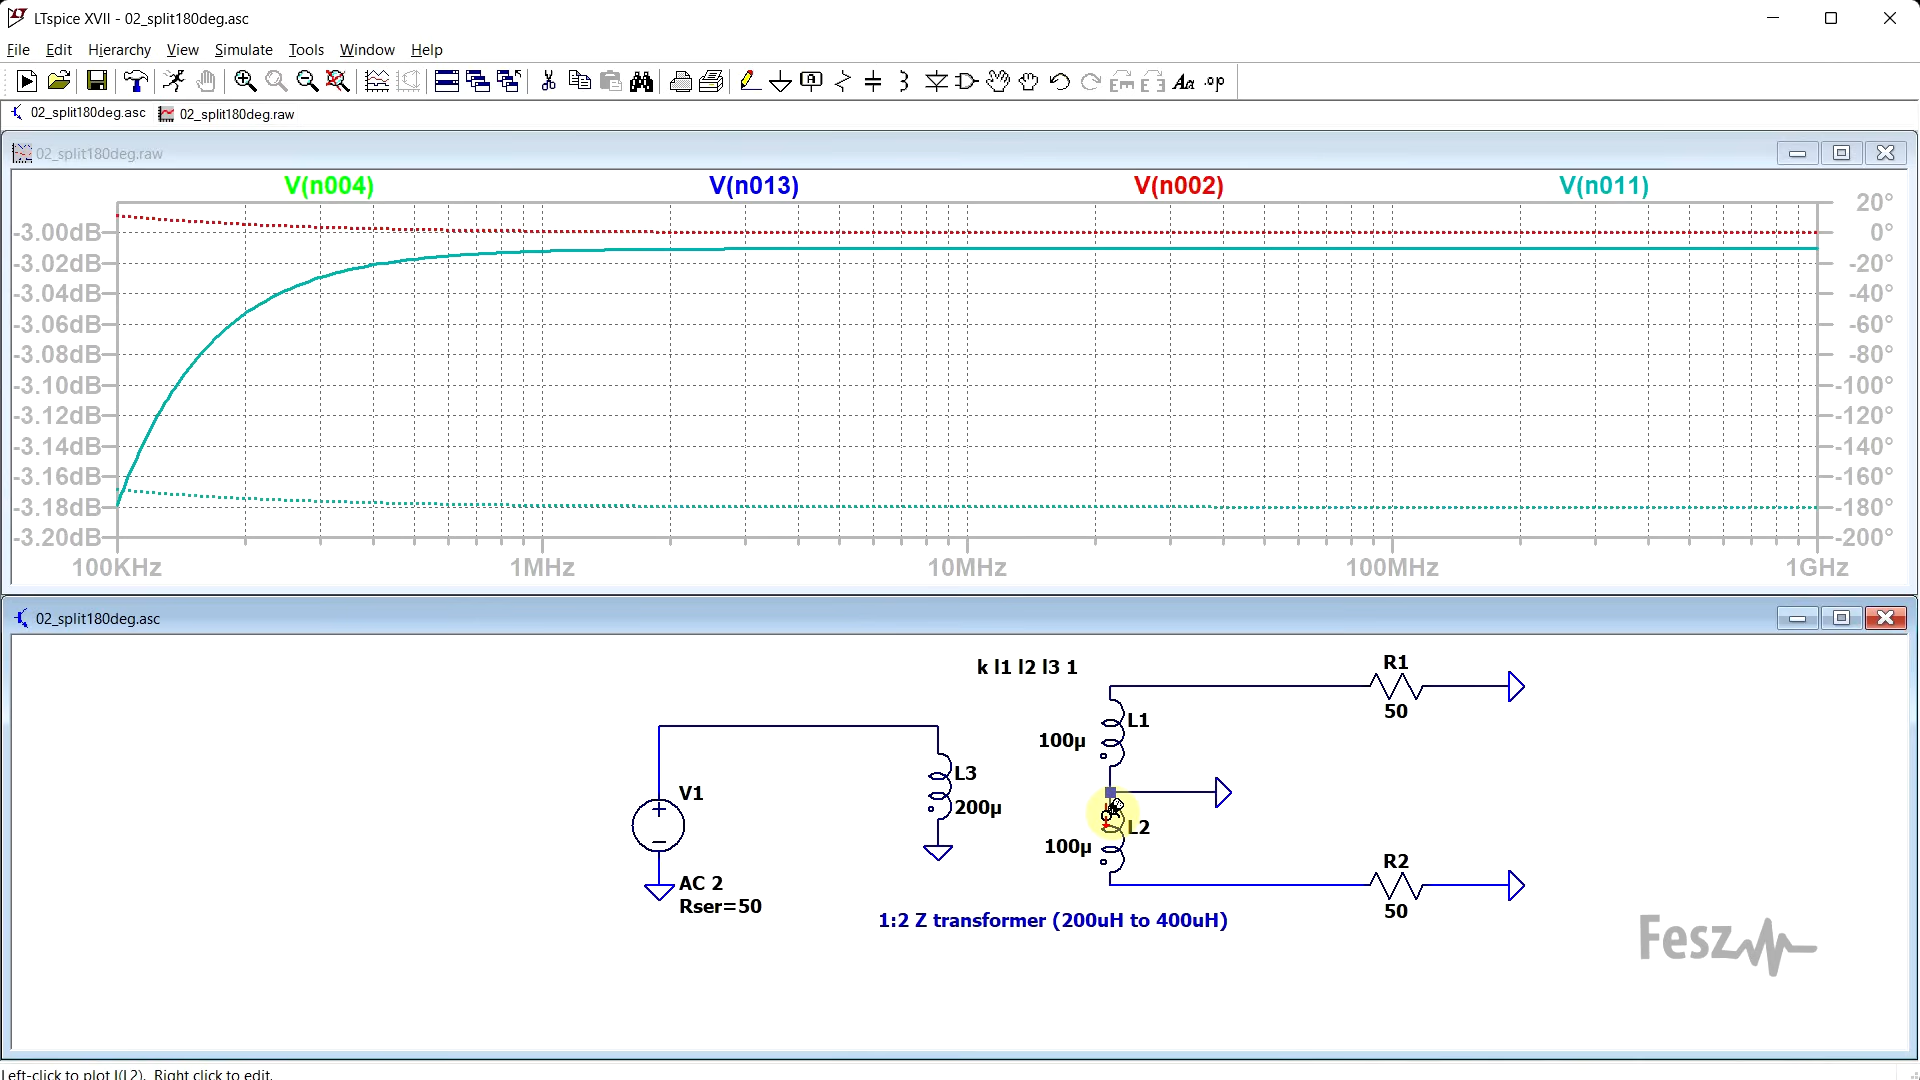 LTspice XVII - 02_split180deg.asc
File Edit Hierarchy View Simulate Tools Window Help
02_split180deg.asc 02_split180deg.raw
02_split180deg.raw
V(n004) V(n013) V(n002) V(n011)
20°
-3.00dB 0°
-3.02dB -20°
-3.04dB -40°
-3.06dB -60°
-3.08dB -80°
-3.10dB -100°
-3.12dB -120°
-3.14dB -140°
-3.16dB -160°
-3.18dB -180°
-3.20dB -200°
100KHz 1MHz 10MHz 100MHz 1GHz
02_split180deg.asc
k l1 l2 l3 1
R1
50
L1
100µ
L3
200µ
V1
L2
100µ
R2
50
AC 2
Rser=50
1:2 Z transformer (200uH to 400uH)
Fesz
Left-click to plot I(L2). Right click to edit.